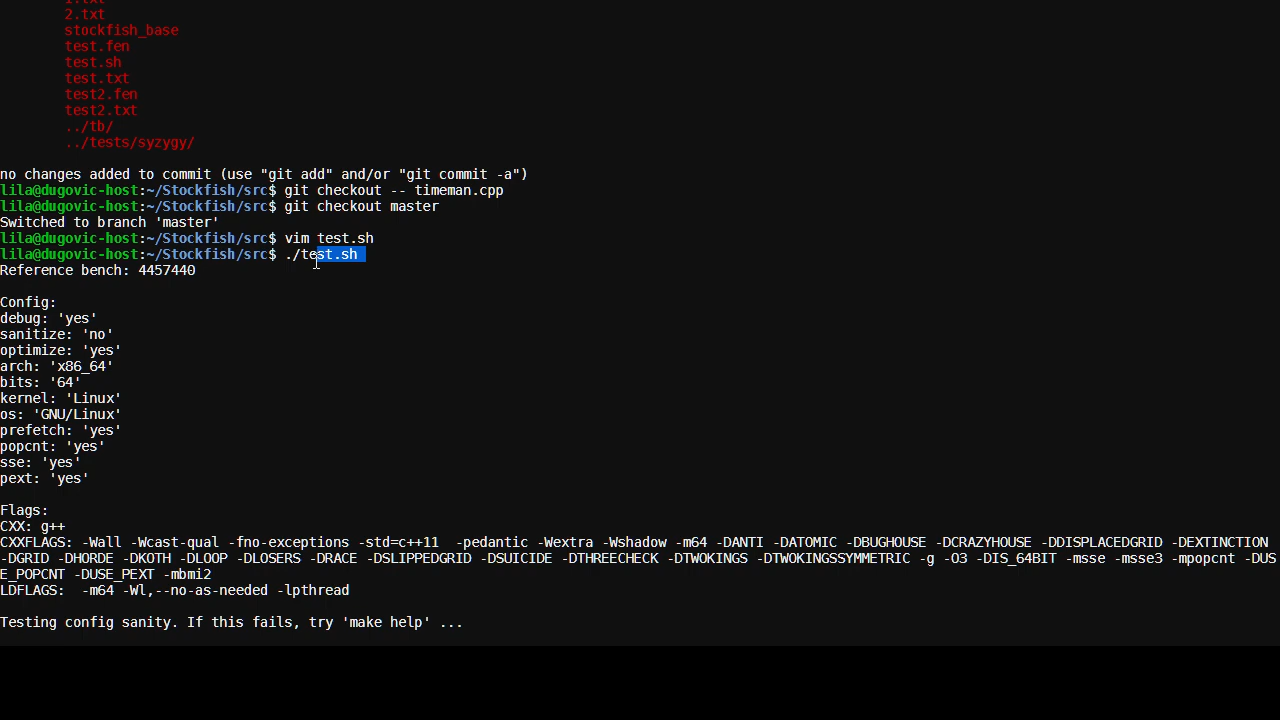 1.txt
2.txt
stockfish_base
test.fen
test.sh
test.txt
test2.fen
test2.txt
../tb/
../tests/syzygy/
no changes added to commit (use "git add" and/or "git commit -a")
lila@dugovic-host:~/Stockfish/src$ git checkout -- timeman.cpp
lila@dugovic-host:~/Stockfish/src$ git checkout master
Switched to branch 'master'
lila@dugovic-host:~/Stockfish/src$ vim test.sh
lila@dugovic-host:~/Stockfish/src$ ./test.sh
Reference bench: 4457440
Config:
debug: 'yes'
sanitize: 'no'
optimize: 'yes'
arch: 'x86_64'
bits: '64'
kernel: 'Linux'
os: 'GNU/Linux'
prefetch: 'yes'
popcnt: 'yes'
sse: 'yes'
pext: 'yes'
Flags:
CXX: g++
CXXFLAGS: -Wall -Wcast-qual -fno-exceptions -std=c++11  -pedantic -Wextra -Wshadow -m64 -DANTI -DATOMIC -DBUGHOUSE -DCRAZYHOUSE -DDISPLACEDGRID -DEXTINCTION
-DGRID -DHORDE -DKOTH -DLOOP -DLOSERS -DRACE -DSLIPPEDGRID -DSUICIDE -DTHREECHECK -DTWOKINGS -DTWOKINGSSYMMETRIC -g -O3 -DIS_64BIT -msse -msse3 -mpopcnt -DUS
E_POPCNT -DUSE_PEXT -mbmi2
LDFLAGS:  -m64 -Wl,--no-as-needed -lpthread
Testing config sanity. If this fails, try 'make help' ...